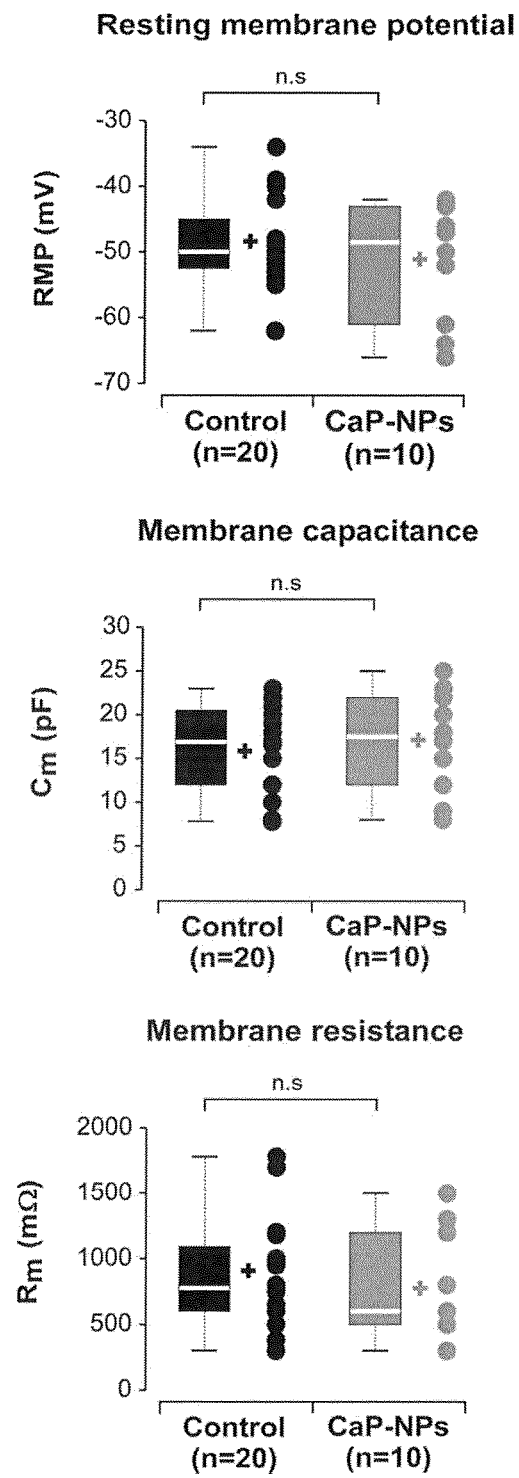 Resting membrane potential
n.s
-30
-40
-50
-60
-70
RMP (mV)
Control CaP-NPs
(n=20) (n=10)
Membrane capacitance
n.s
30
25
20
15
10
5
0
Cm (pF)
Control CaP-NPs
(n=20) (n=10)
Membrane resistance
n.s
2000
1500
1000
500
0
Rm (mΩ)
Control CaP-NPs
(n=20) (n=10)